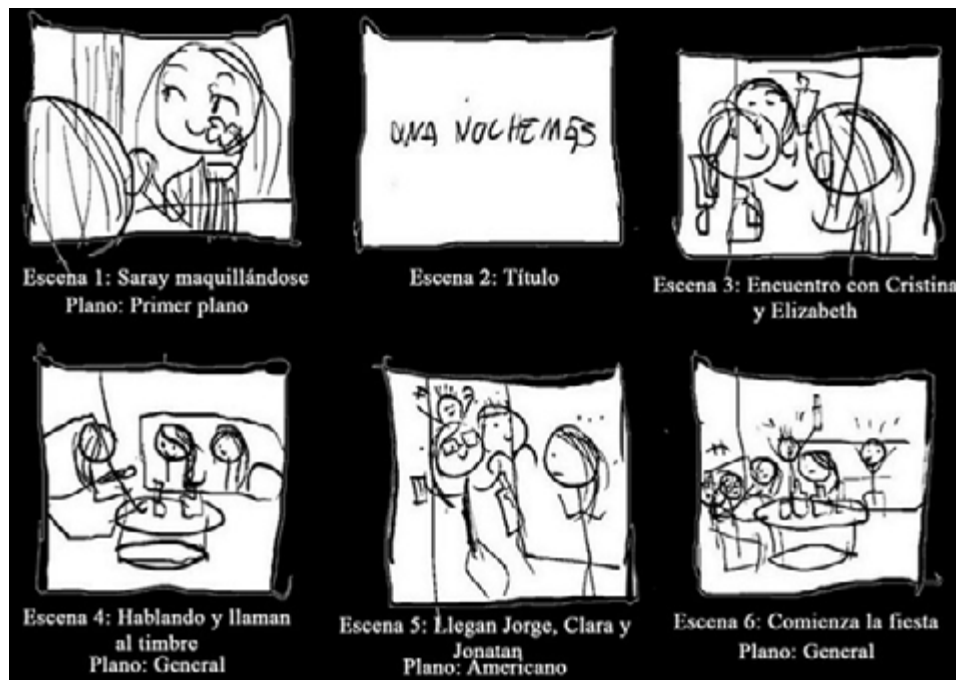 UNA NOCHE MÁS
Escena 1: Saray maquillándose
Plano: Primer plano
Escena 2: Título
Escena 3: Encuentro con Cristina
y Elizabeth
Escena 4: Hablando y llaman
al timbre
Plano: General
Escena 5: Llegan Jorge, Clara y
Jonatan
Plano: Americano
Escena 6: Comienza la fiesta
Plano: General